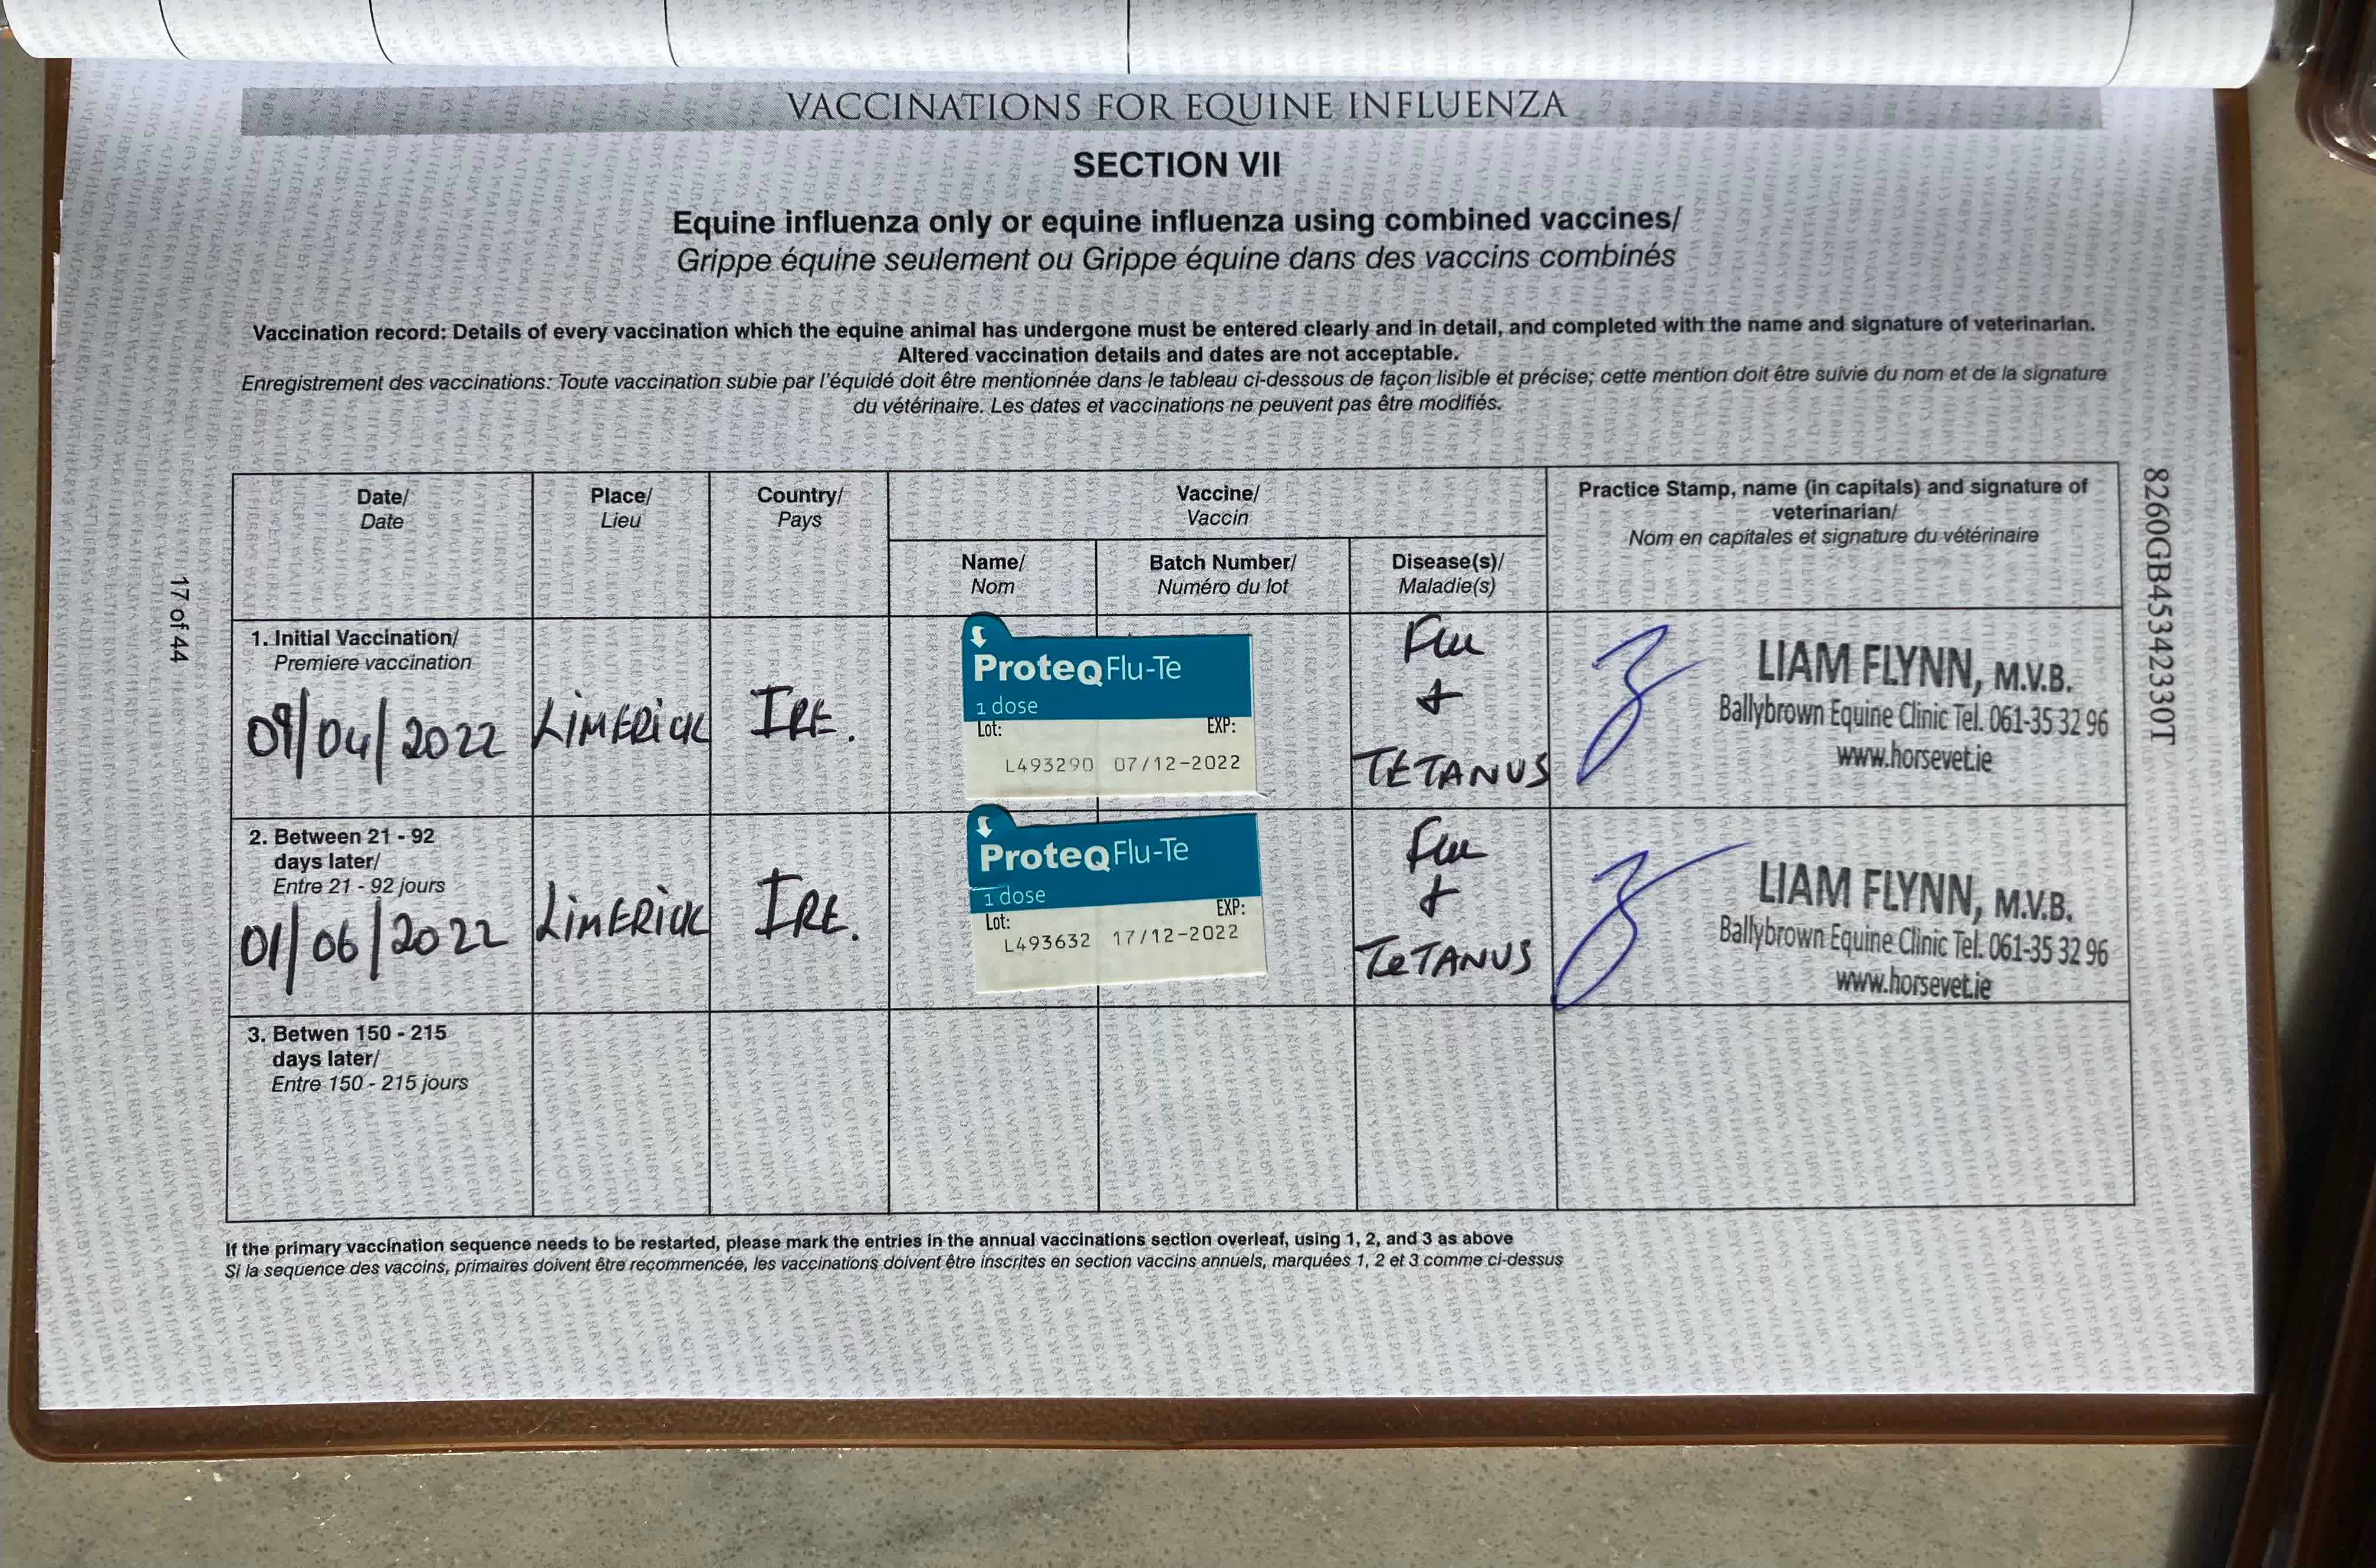 VACCINATIONS FOR EQUINE INFLUENZA
SECTION VII
Equine influenza only or equine influenza using combined vaccines/
Grippe équine seulement ou Grippe équine dans des vaccins combinés
Vaccination record: Details of every vaccination which the equine animal has undergone must be entered clearly and in detail, and completed with the name and signature of veterinarian.
Altered vaccination details and dates are not acceptable.
Enregistrement des vaccinations: Toute vaccination subie par l'équidé doit être mentionnée dans le tableau ci-dessous de façon lisible et précise; cette mention doit être suivie du nom et de la signature
du vétérinaire. Les dates et vaccinations ne peuvent pas être modifiés.
Date/
Date
Place/
Lieu
Country/
Pays
Vaccine/
Vaccin
Name/
Nom
Batch Number/
Numéro du lot
Disease(s)/
Maladie(s)
Practice Stamp, name (in capitals) and signature of
veterinarian/
Nom en capitales et signature du vétérinaire
1. Initial Vaccination/
Premiere vaccination
09/04/2022
LIMERICK
IRE.
ProteqFlu-Te
1 dose
Lot: EXP:
L493290 07/12-2022
Flu
+
TETANUS
LIAM FLYNN, M.V.B.
Ballybrown Equine Clinic Tel. 061-35 32 96
www.horsevet.ie
2. Between 21 - 92
days later/
Entre 21 - 92 jours
01/06/2022
LIMERICK
IRE.
ProteqFlu-Te
1 dose
Lot: EXP:
L493632 17/12-2022
Flu
+
TeTANUS
LIAM FLYNN, M.V.B.
Ballybrown Equine Clinic Tel. 061-35 32 96
www.horsevet.ie
3. Betwen 150 - 215
days later/
Entre 150 - 215 jours
If the primary vaccination sequence needs to be restarted, please mark the entries in the annual vaccinations section overleaf, using 1, 2, and 3 as above
Si la sequence des vaccins, primaires doivent être recommencée, les vaccinations doivent être inscrites en section vaccins annuels, marquées 1, 2 et 3 comme ci-dessus
17 of 44
8260GB45342330T